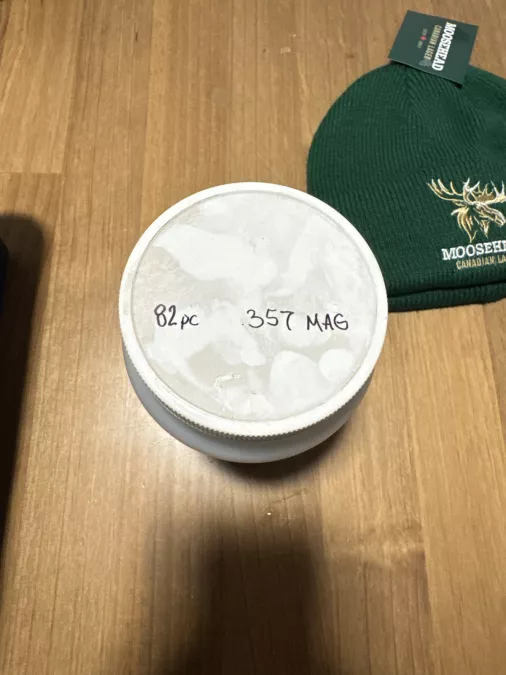 MOOSEHEAD
CANADIAN LAGER
82pc .357 MAG
MOOSEHE
CANADIAN LA